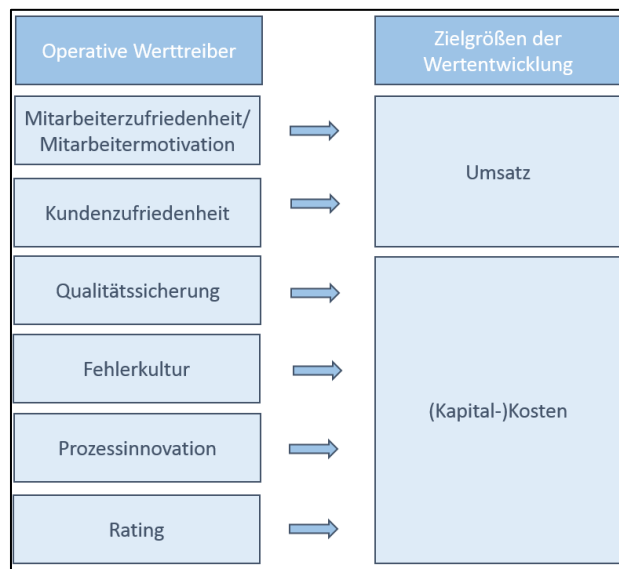 Operative Werttreiber
Zielgrößen der
Wertentwicklung
Mitarbeiterzufriedenheit/
Mitarbeitermotivation
Kundenzufriedenheit
Umsatz
Qualitätssicherung
Fehlerkultur
Prozessinnovation
Rating
(Kapital-)Kosten